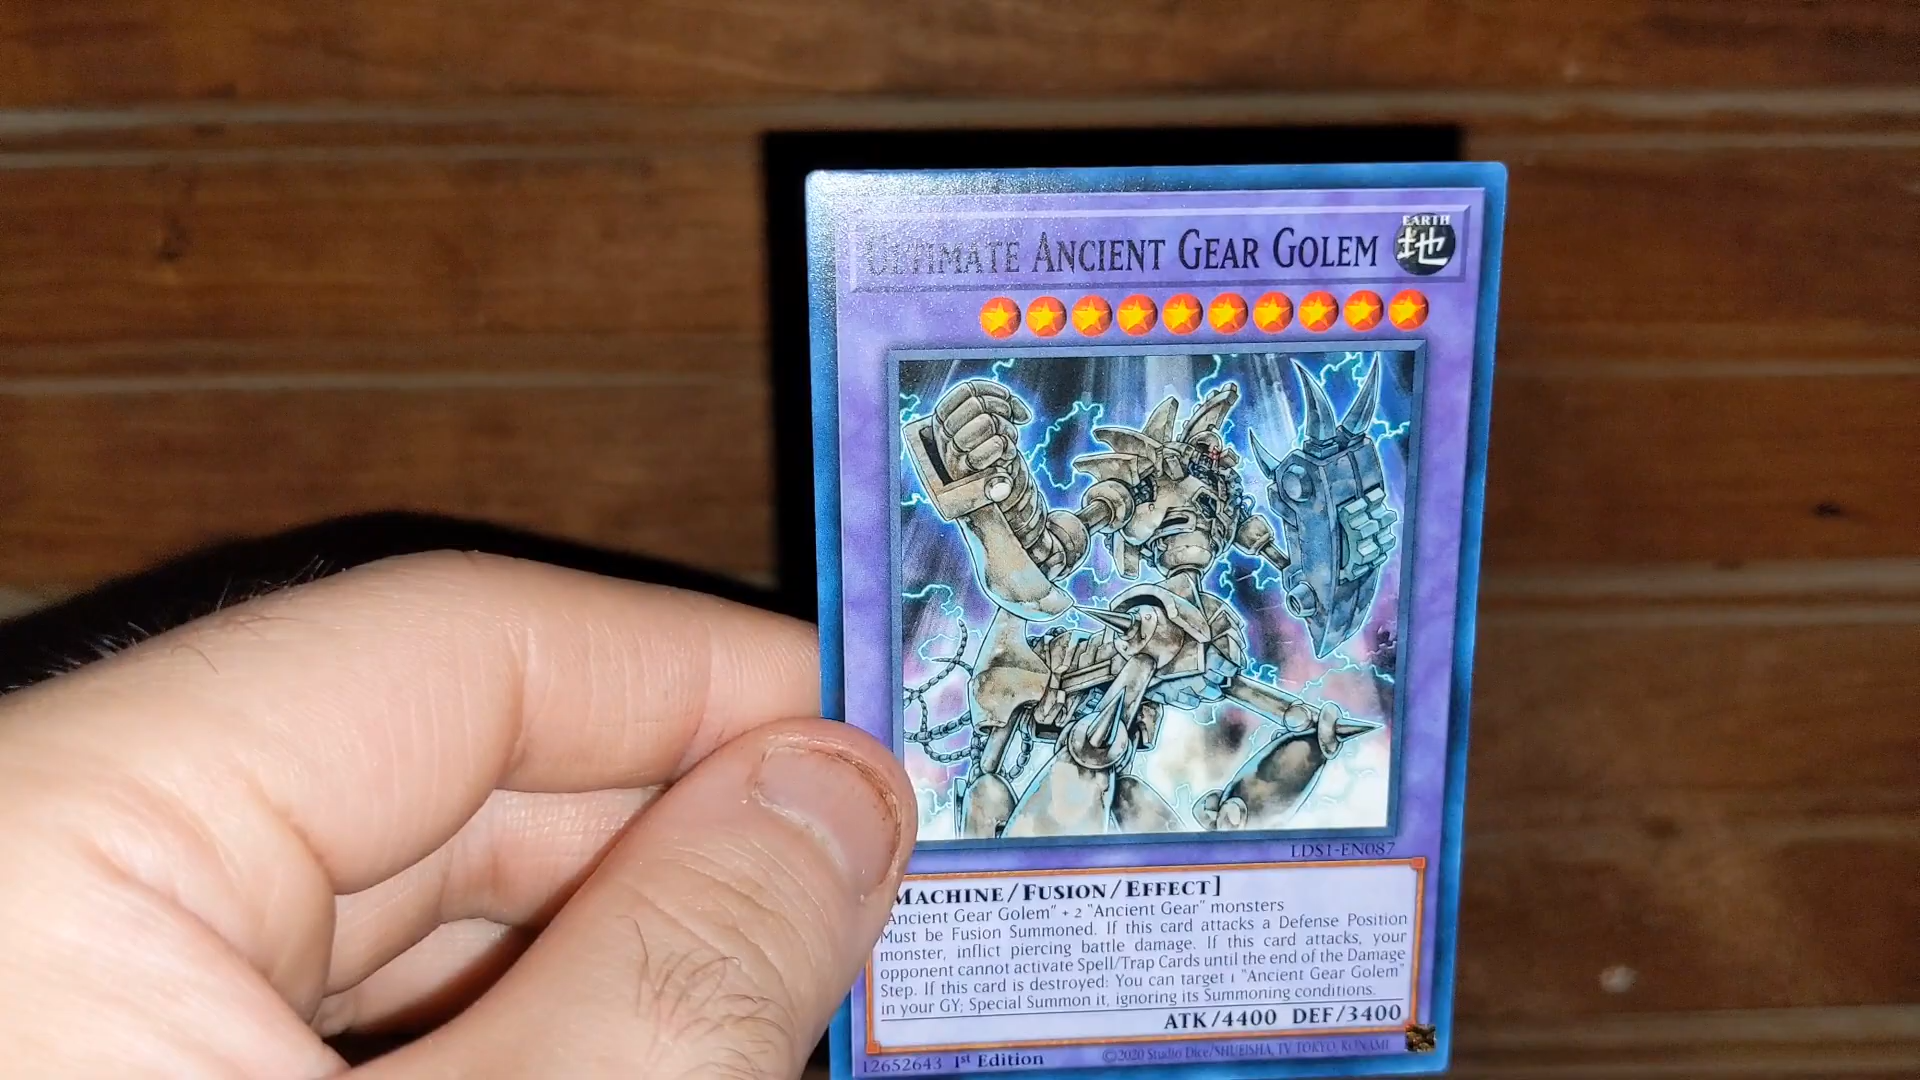 ULTIMATE ANCIENT GEAR GOLEM
EARTH
地
LDS1-EN087
MACHINE/FUSION/EFFECT]
Ancient Gear Golem" + 2 "Ancient Gear" monsters
Must be Fusion Summoned. If this card attacks a Defense Position
monster, inflict piercing battle damage. If this card attacks, your
opponent cannot activate Spell/Trap Cards until the end of the Damage
Step. If this card is destroyed: You can target 1 "Ancient Gear Golem"
in your GY; Special Summon it, ignoring its Summoning conditions.
ATK/4400 DEF/3400
12652643 1st Edition ©2020 Studio Dice/SHUEISHA, TV TOKYO, KONAMI